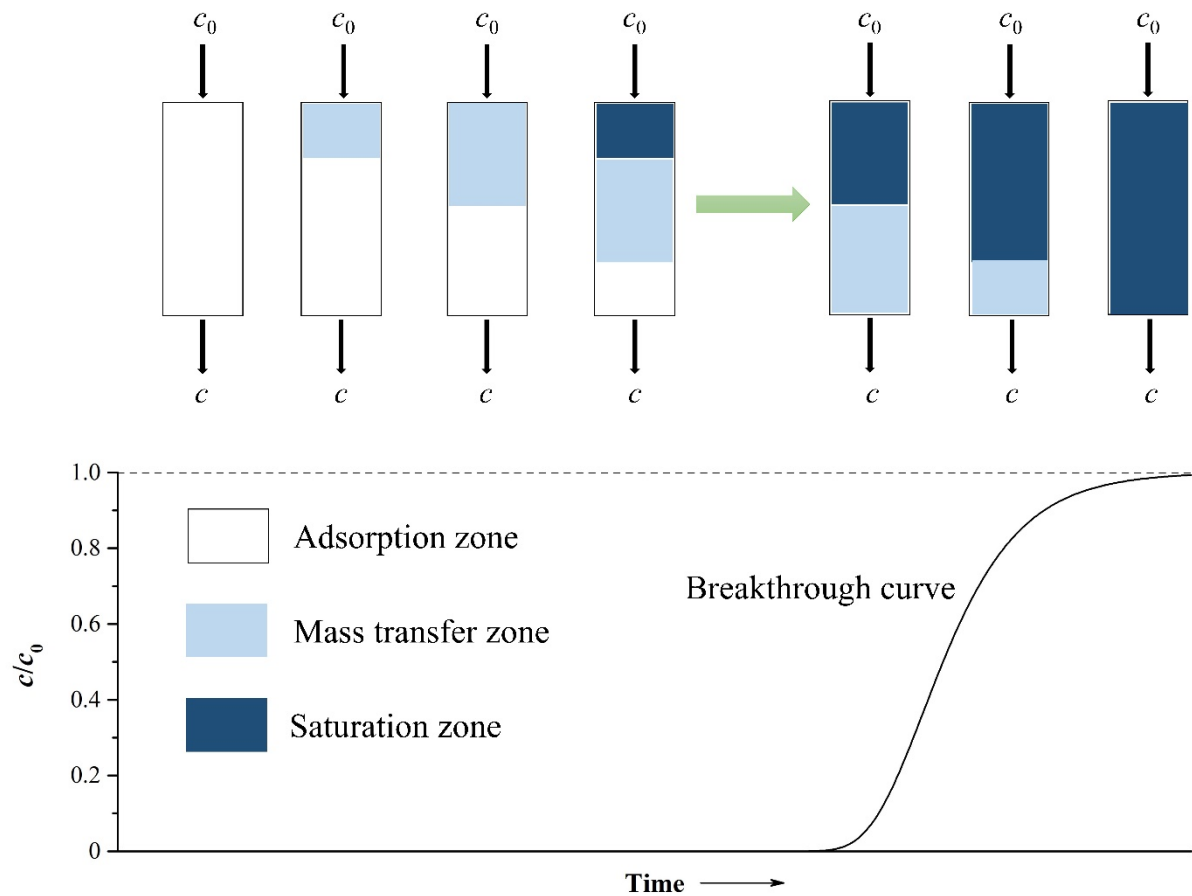 c0 c0 c0 c0 c0 c0 c0
c c c c c c c
1.0
0.8
0.6
0.4
0.2
0
c/c0
Adsorption zone
Mass transfer zone
Saturation zone
Breakthrough curve
Time